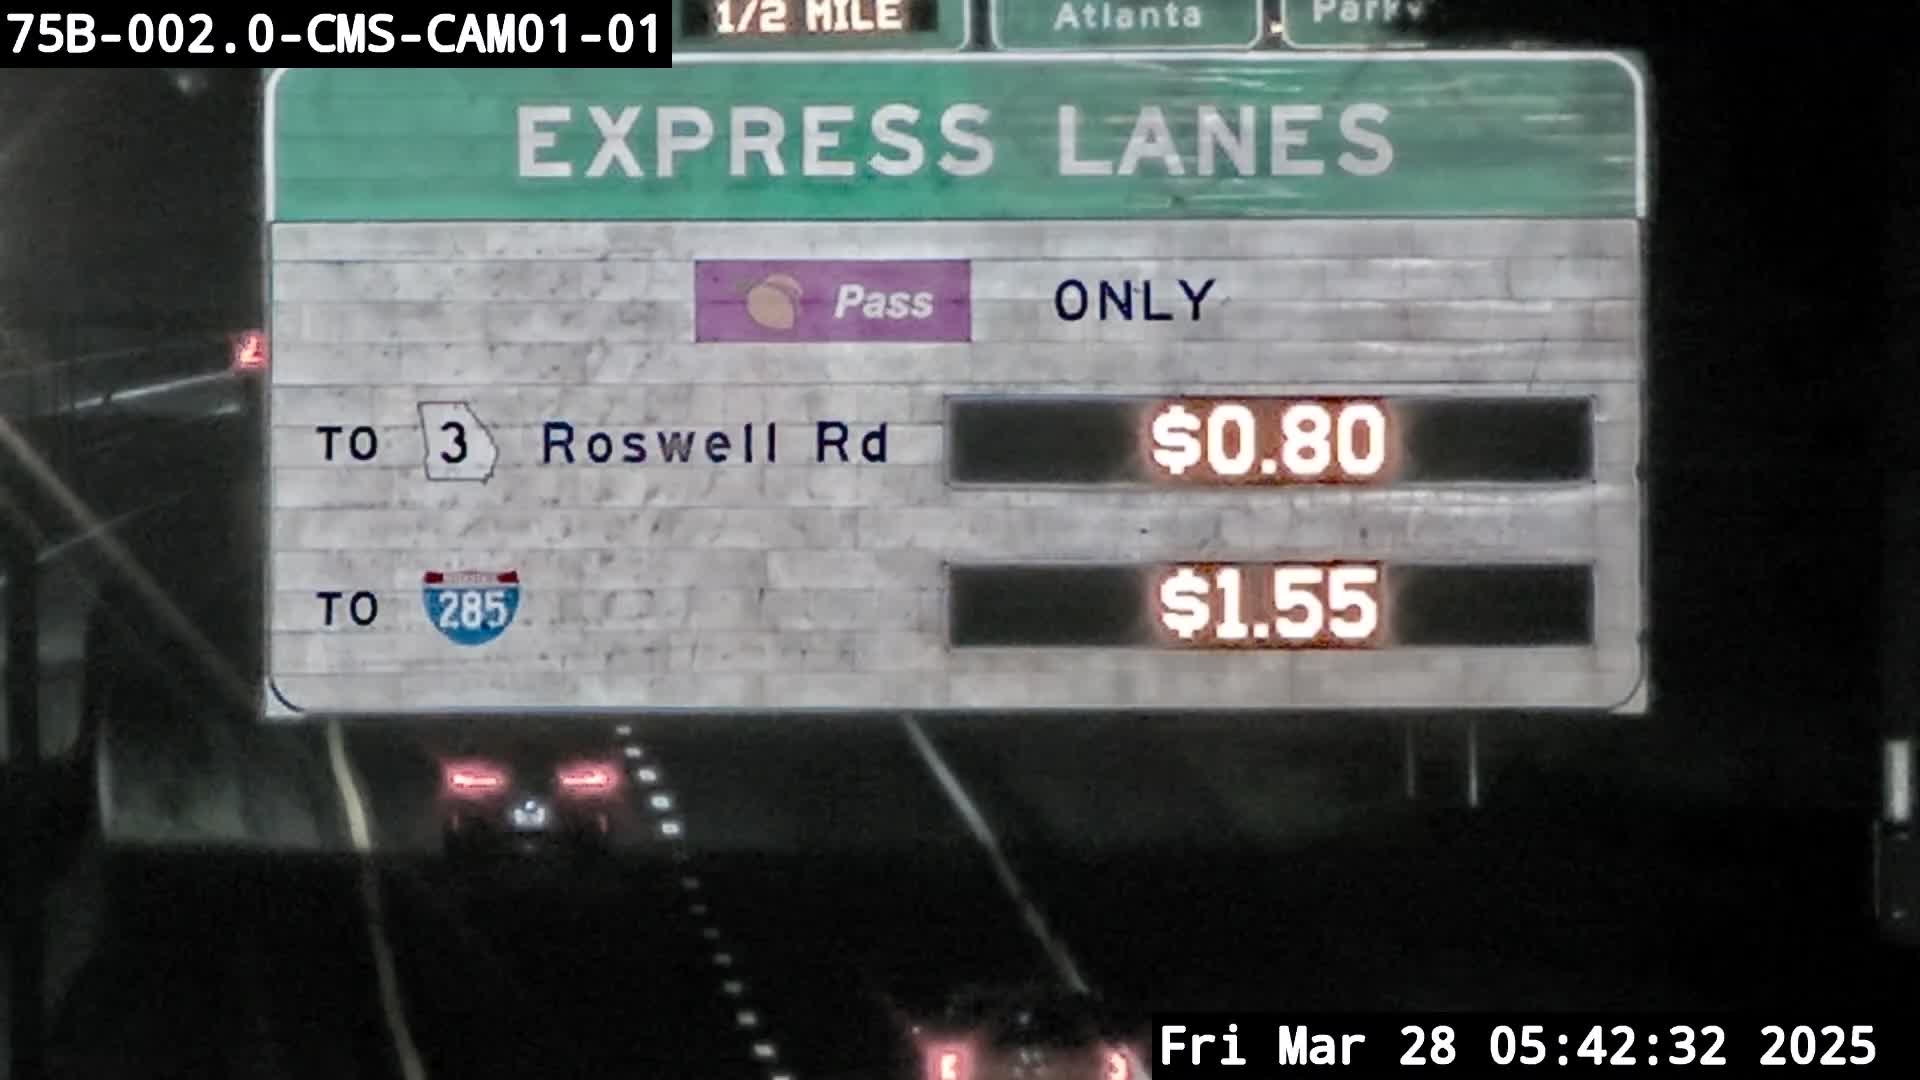 75B-002.0-CMS-CAM01-01
1/2 MILE
Atlanta
EXPRESS LANES
Pass ONLY
TO 3 Roswell Rd $0.80
TO 285 $1.55
Fri Mar 28 05:42:32 2025